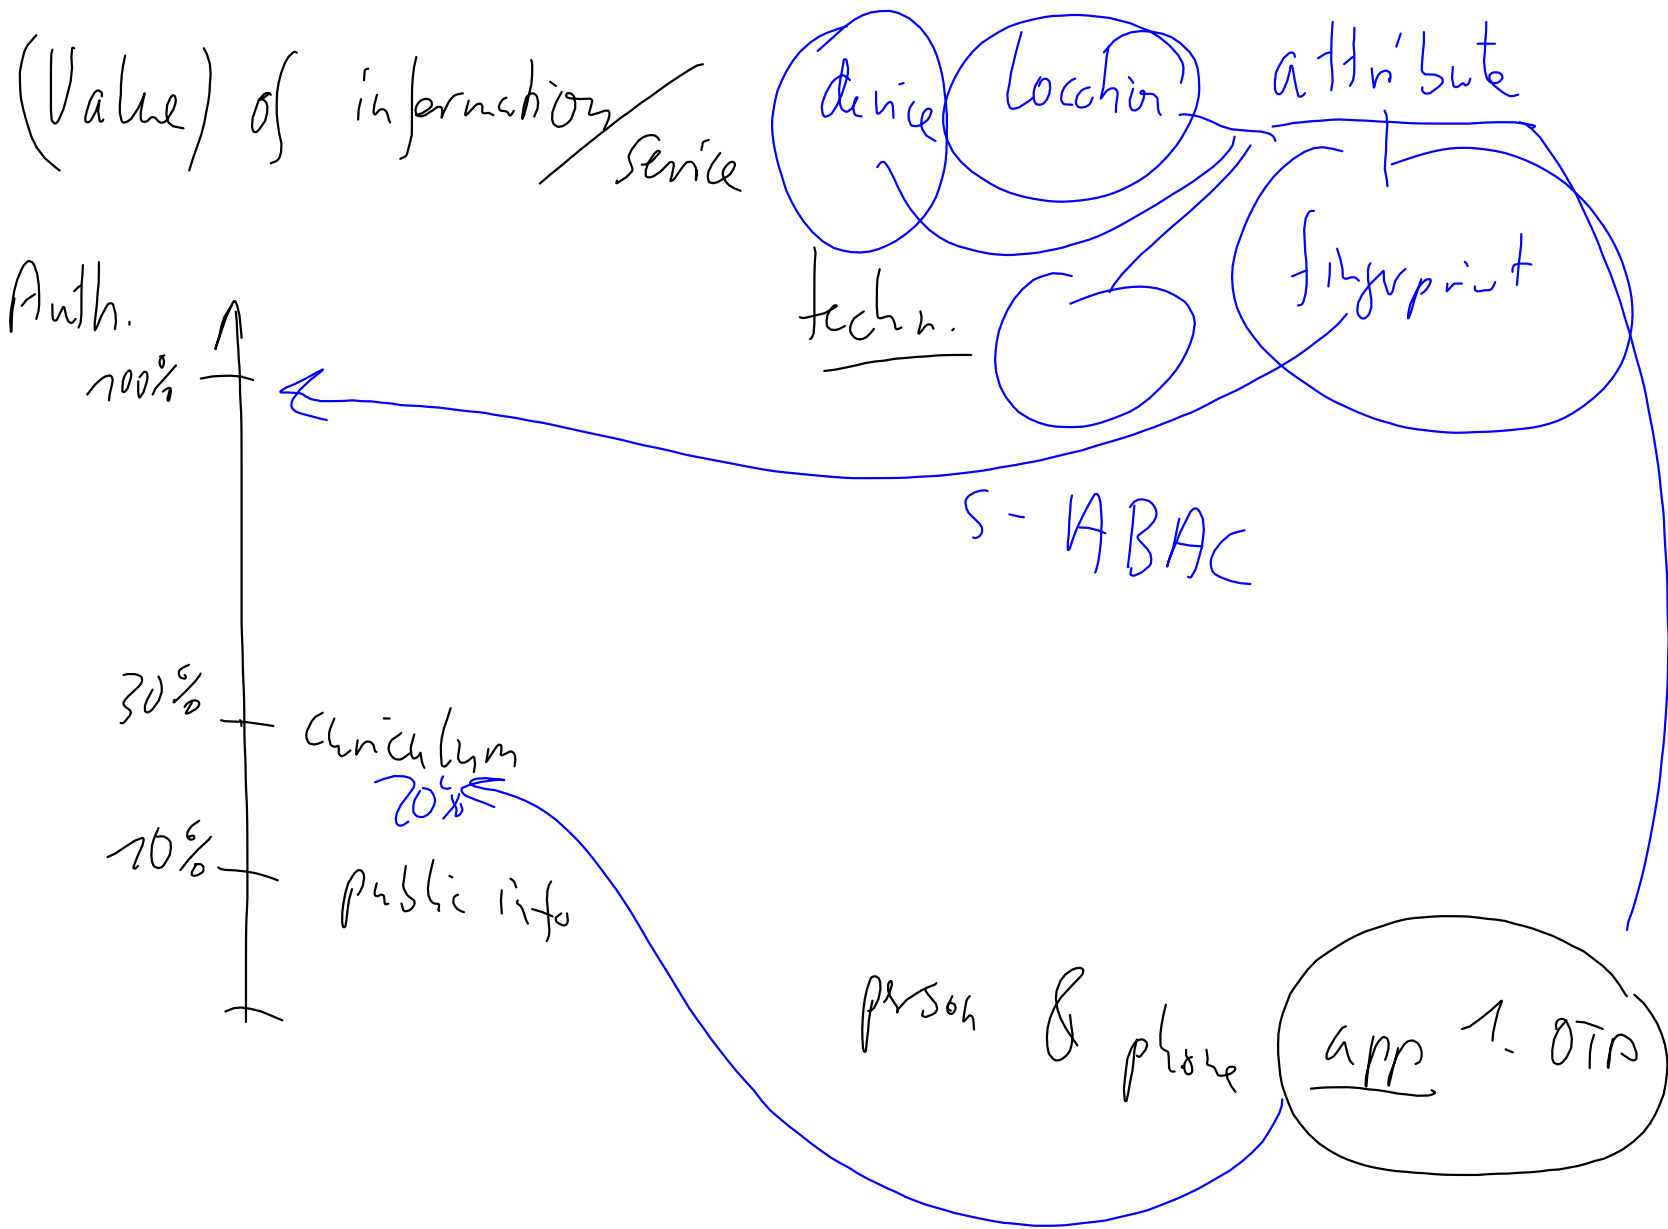 (Value) of information/service
device location attribute
fingerprint
techn.
Auth.
100%
S-ABAC
30%
curiculum
20%
10%
public info
person & phone
app 1. OTP